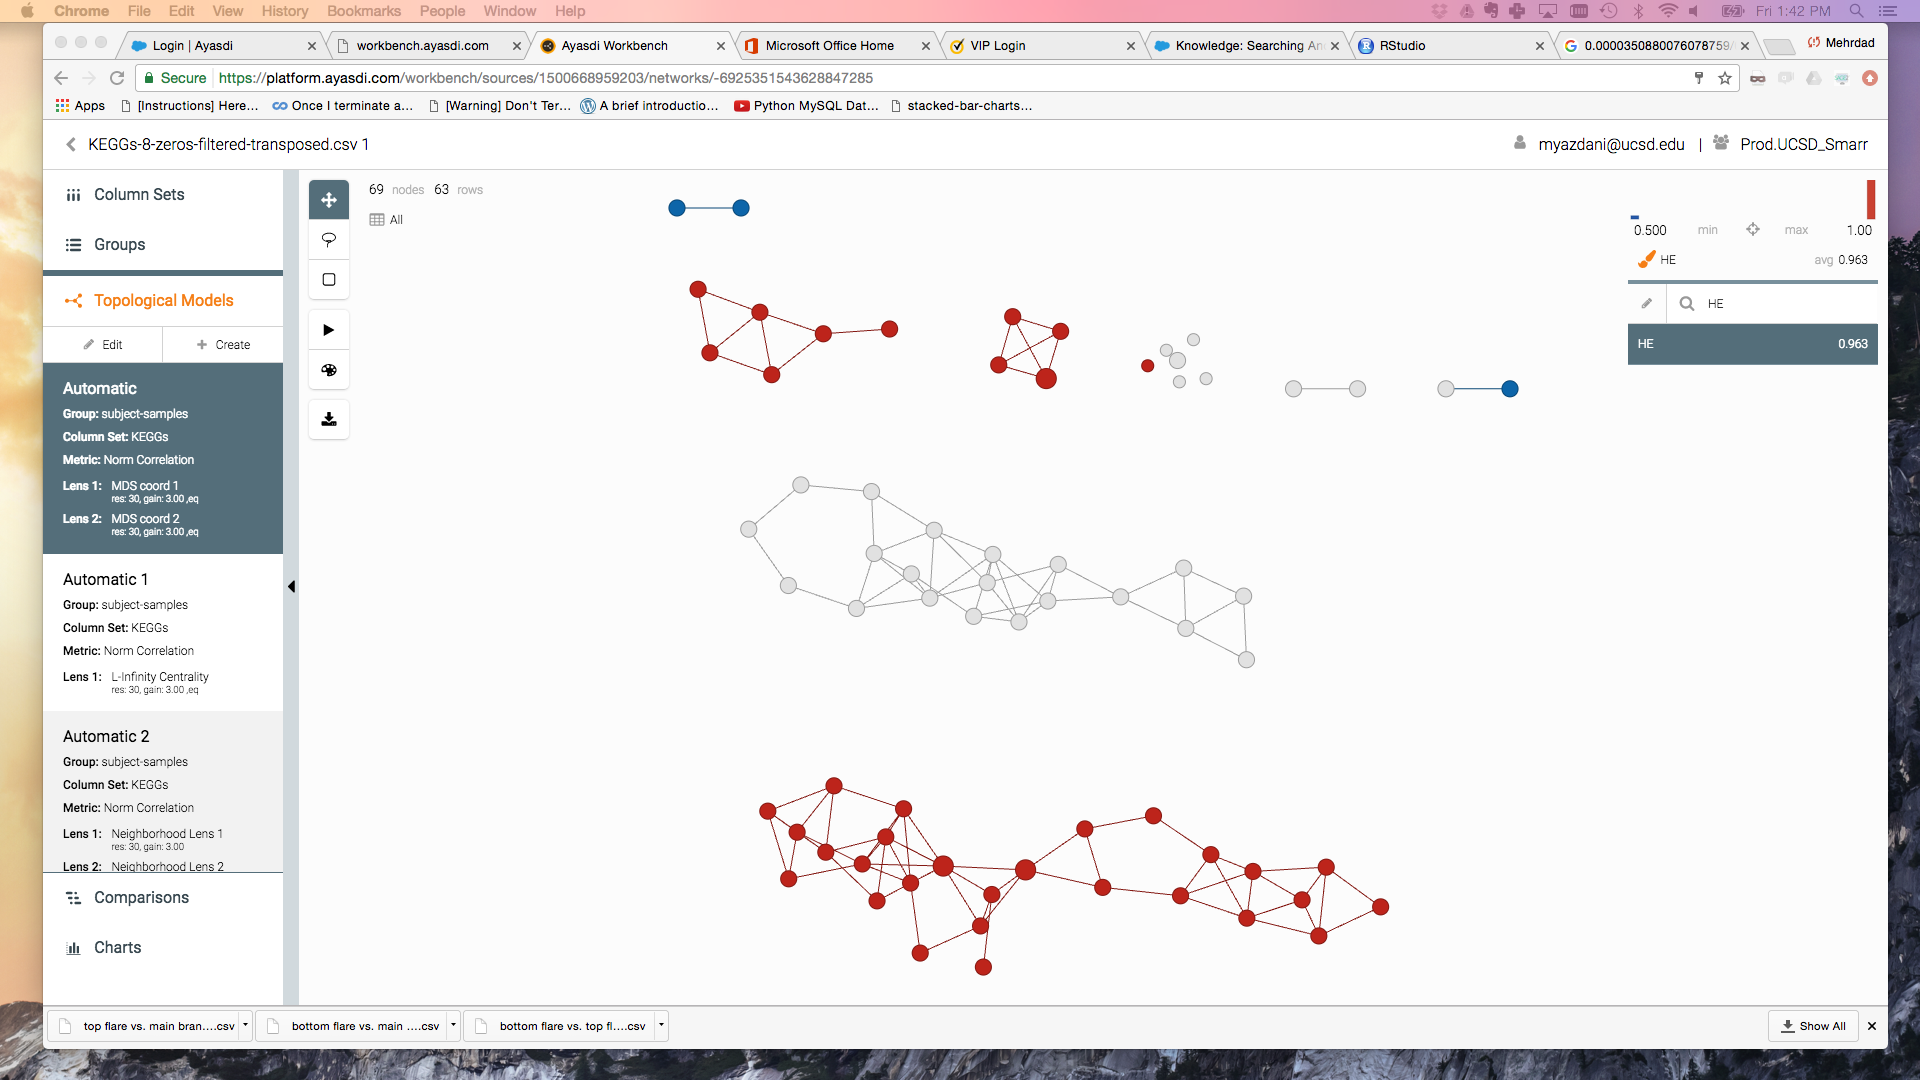 Chrome File Edit View History Bookmarks People Window Help Fri 1:42 PM
Login | Ayasdi workbench.ayasdi.com Ayasdi Workbench Microsoft Office Home VIP Login Knowledge: Searching An RStudio 0.0000350880076078759/ Mehrdad
Secure https://platform.ayasdi.com/workbench/sources/1500668959203/networks/-6925351543628847285
Apps [Instructions] Here... Once I terminate a... [Warning] Don't Ter... A brief introductio... Python MySQL Dat... stacked-bar-charts...
KEGGs-8-zeros-filtered-transposed.csv 1 myazdani@ucsd.edu | Prod.UCSD_Smarr
Column Sets
Groups
Topological Models
Edit Create
Automatic
Group: subject-samples
Column Set: KEGGs
Metric: Norm Correlation
Lens 1: MDS coord 1
res: 30, gain: 3.00 ,eq
Lens 2: MDS coord 2
res: 30, gain: 3.00 ,eq
Automatic 1
Group: subject-samples
Column Set: KEGGs
Metric: Norm Correlation
Lens 1: L-Infinity Centrality
res: 30, gain: 3.00 ,eq
Automatic 2
Group: subject-samples
Column Set: KEGGs
Metric: Norm Correlation
Lens 1: Neighborhood Lens 1
res: 30, gain: 3.00
Lens 2: Neighborhood Lens 2
Comparisons
Charts
69 nodes 63 rows
All
0.500 min max 1.00
HE avg 0.963
HE
HE 0.963
top flare vs. main bran....csv bottom flare vs. main ....csv bottom flare vs. top fl....csv Show All